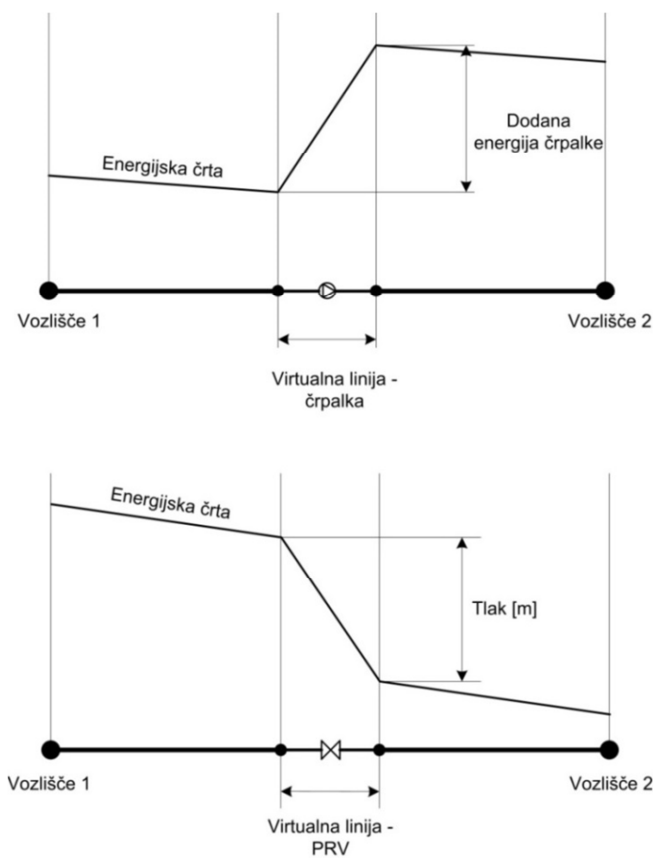 Dodana
energija črpalke
Energijska črta
Vozlišče 1
Vozlišče 2
Virtualna linija -
črpalka
Energijska črta
Tlak [m]
Vozlišče 1
Vozlišče 2
Virtualna linija -
PRV